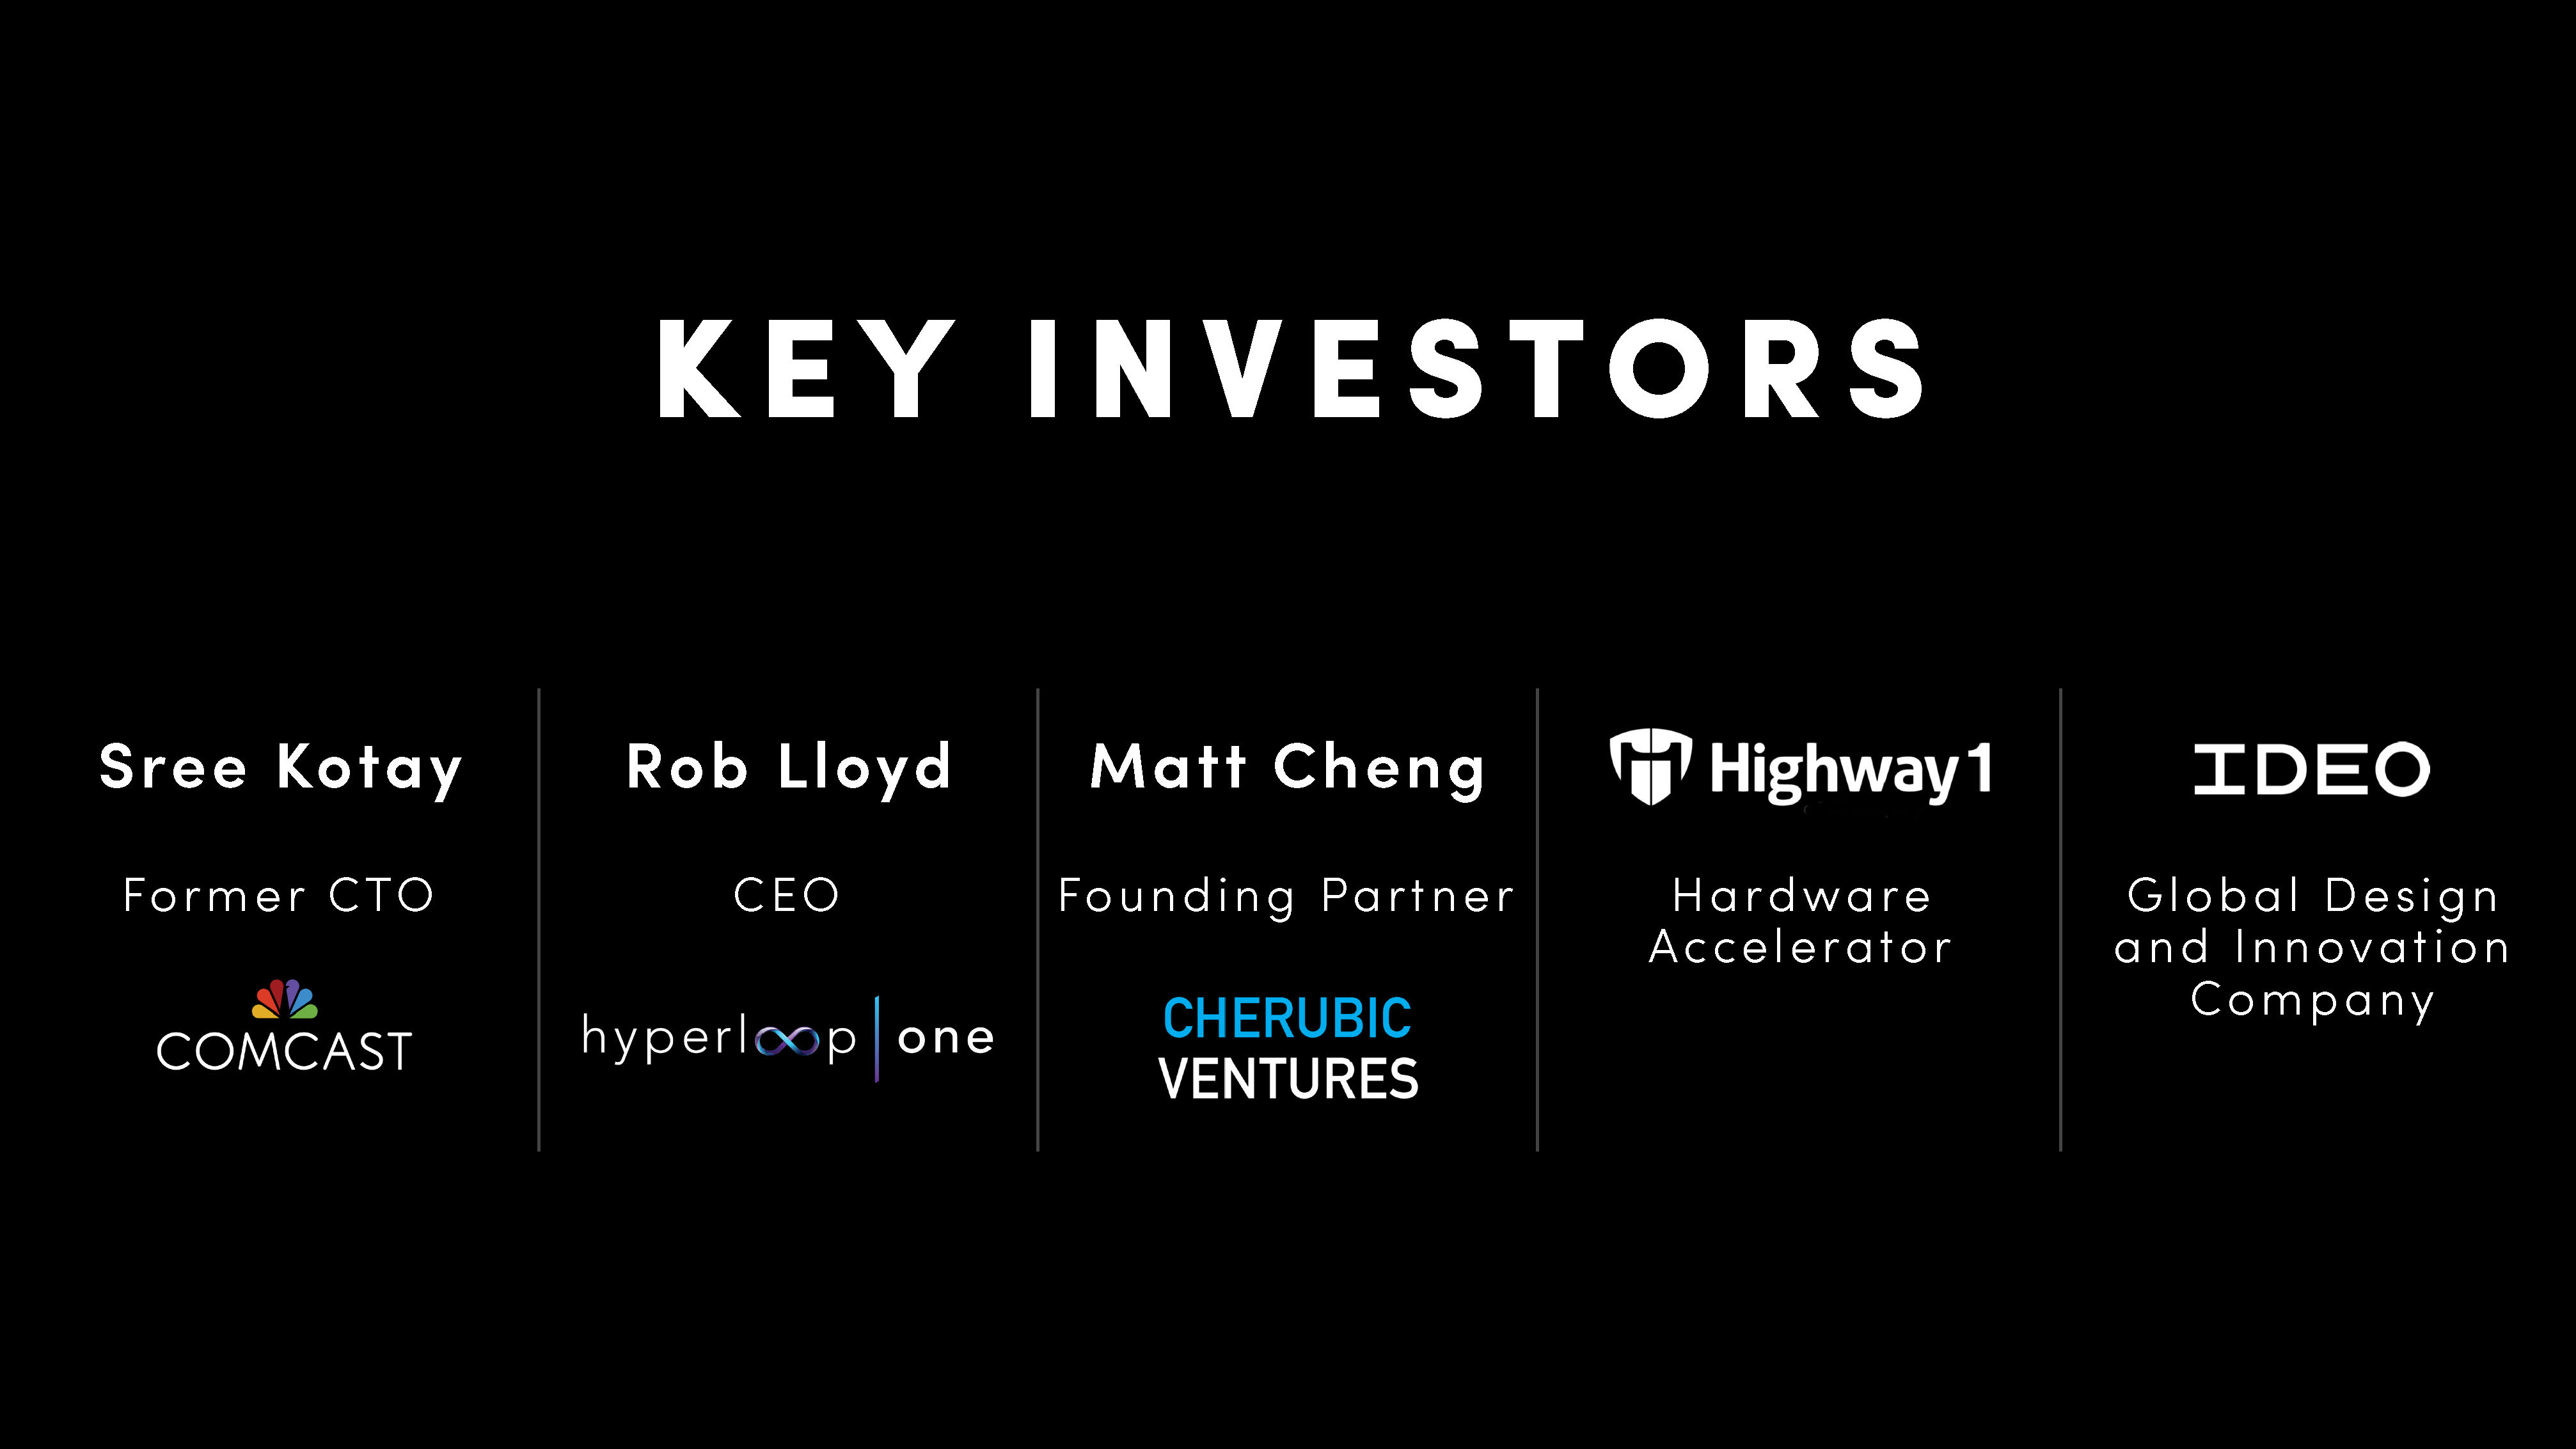 KEY INVESTORS
Sree Kotay
Former CTO
COMCAST
Rob Lloyd
CEO
hyperloop one
Matt Cheng
Founding Partner
CHERUBIC
VENTURES
Highway1
Hardware
Accelerator
IDEO
Global Design
and Innovation
Company